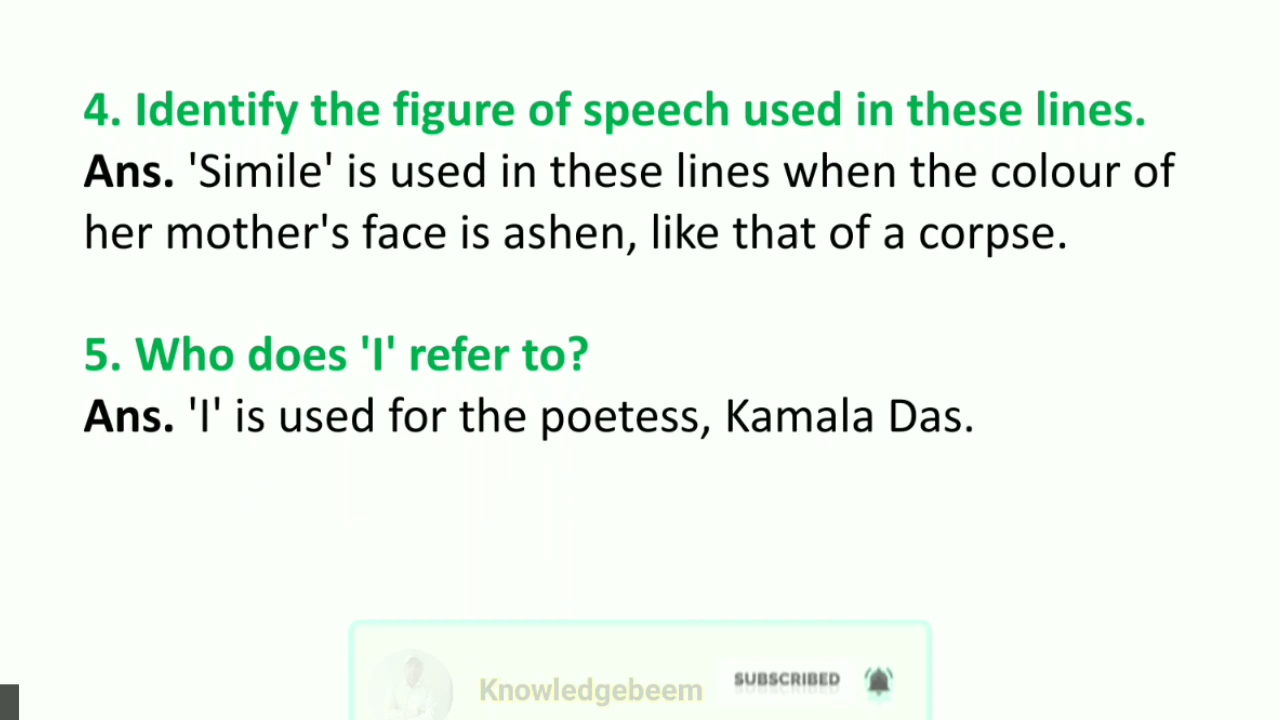 4. Identify the figure of speech used in these lines.
Ans. 'Simile' is used in these lines when the colour of
her mother's face is ashen, like that of a corpse.
5. Who does 'I' refer to?
Ans. 'I' is used for the poetess, Kamala Das.
Knowledgebeem SUBSCRIBED